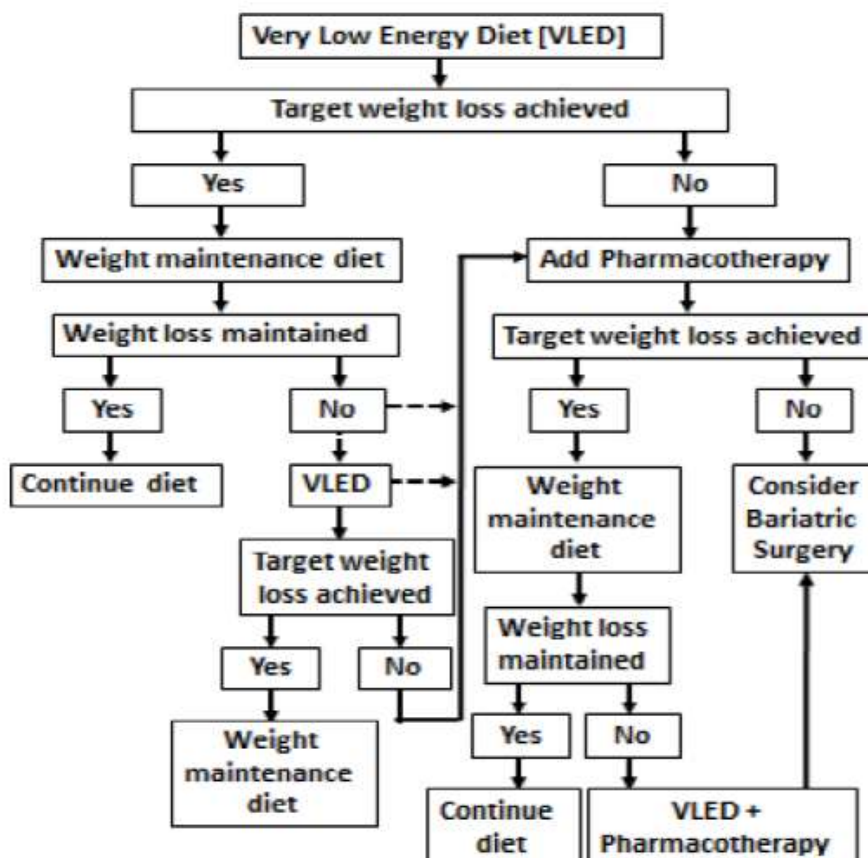 Very Low Energy Diet [VLED]
Target weight loss achieved
Yes
No
Weight maintenance diet
Add Pharmacotherapy
Weight loss maintained
Target weight loss achieved
Yes
No
Yes
No
Continue diet
VLED
Weight
maintenance
diet
Consider
Bariatric
Surgery
Target weight
loss achieved
Weight loss
maintained
Yes
No
Yes
No
Weight
maintenance
diet
Continue
diet
VLED +
Pharmacotherapy